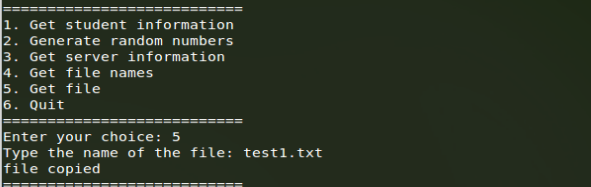 ===========================
1. Get student information
2. Generate random numbers
3. Get server information
4. Get file names
5. Get file
6. Quit
===========================
Enter your choice: 5
Type the name of the file: test1.txt
file copied
===========================